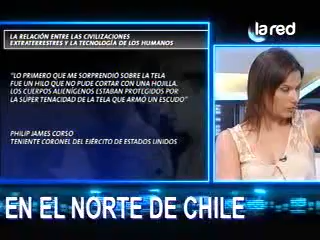 LA RELACIÓN ENTRE LAS CIVILIZACIONES
EXTRATERRESTRES Y LA TECNOLOGÍA DE LOS HUMANOS
la red
"LO PRIMERO QUE ME SORPRENDIÓ SOBRE LA TELA
FUE UN HILO QUE NO PUDE CORTAR CON UNA HOJILLA.
LOS CUERPOS ALIENÍGENOS ESTABAN PROTEGIDOS POR
LA SÚPER TENACIDAD DE LA TELA QUE ARMÓ UN ESCUDO"
PHILIP JAMES CORSO
TENIENTE CORONEL DEL EJÉRCITO DE ESTADOS UNIDOS
EN EL NORTE DE CHILE